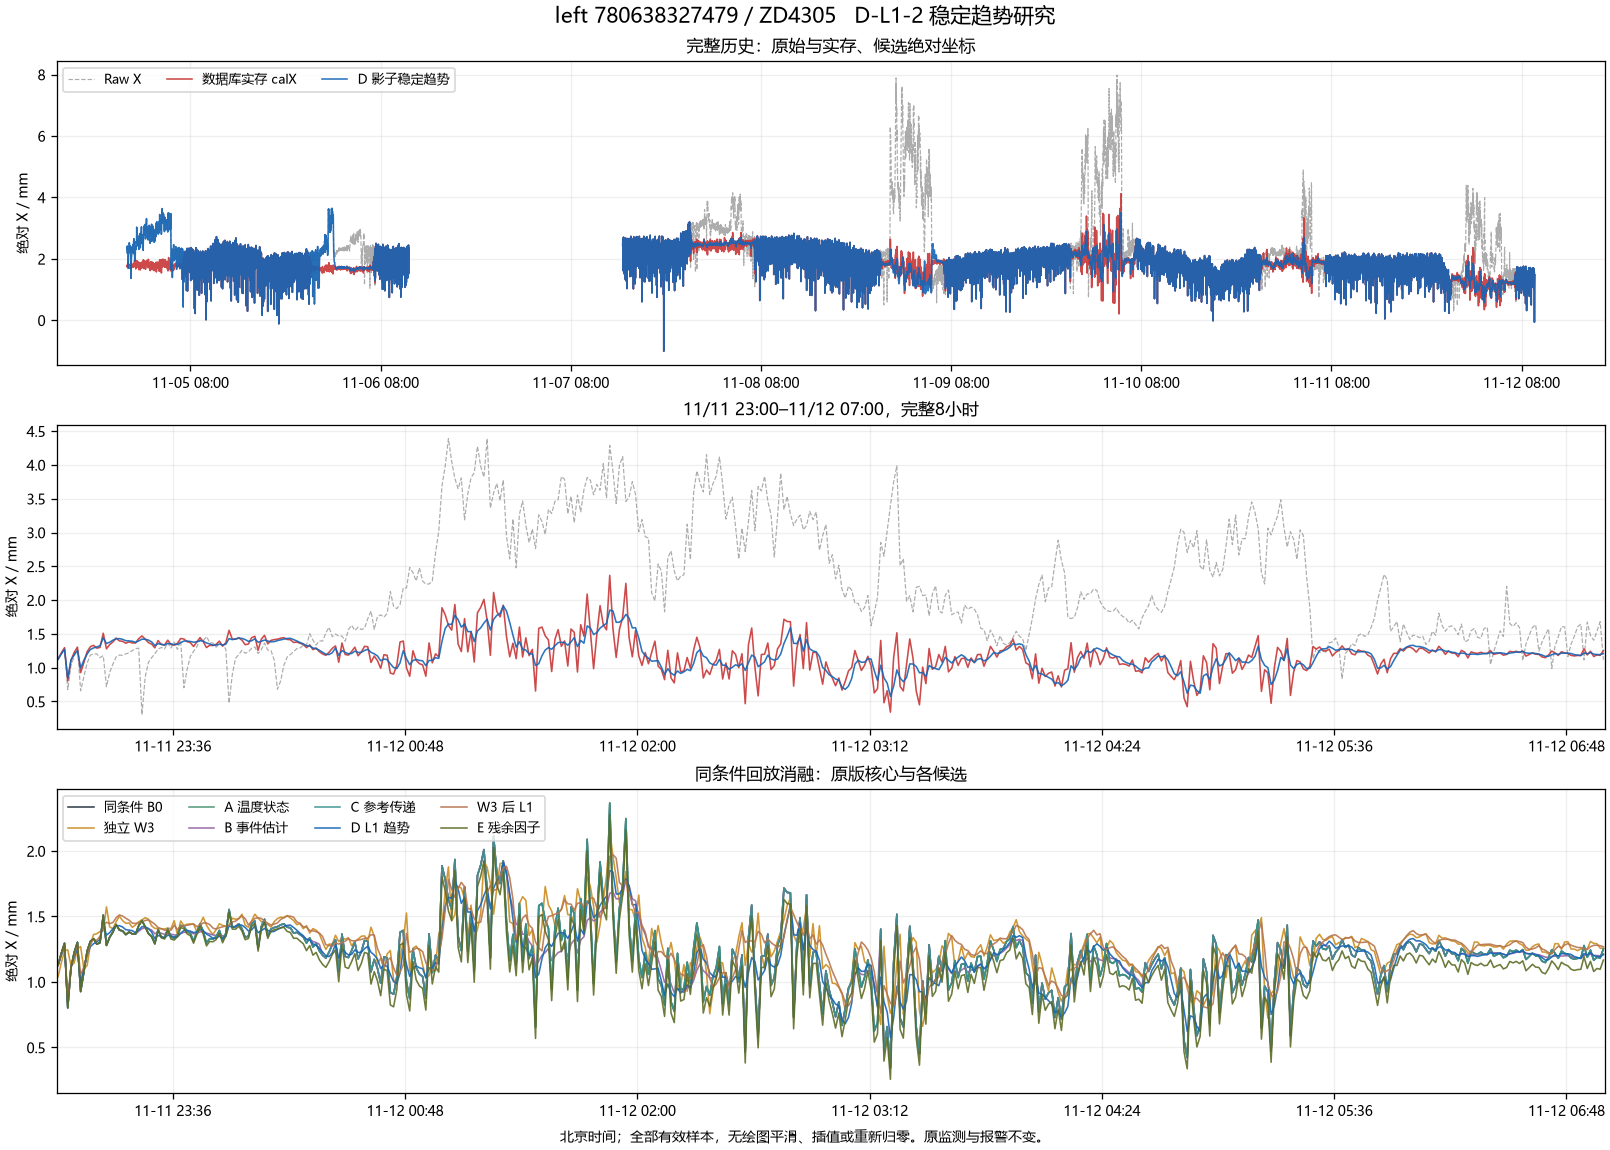 left 780638327479 / ZD4305   D-L1-2 稳定趋势研究
完整历史：原始与实存、候选绝对坐标
Raw X
数据库实存 calX
D 影子稳定趋势
绝对 X / mm
8
6
4
2
0
11-05 08:00
11-06 08:00
11-07 08:00
11-08 08:00
11-09 08:00
11-10 08:00
11-11 08:00
11-12 08:00
11/11 23:00–11/12 07:00，完整8小时
绝对 X / mm
4.5
4.0
3.5
3.0
2.5
2.0
1.5
1.0
0.5
11-11 23:36
11-12 00:48
11-12 02:00
11-12 03:12
11-12 04:24
11-12 05:36
11-12 06:48
同条件回放消融：原版核心与各候选
同条件 B0
A 温度状态
C 参考传递
W3 后 L1
独立 W3
B 事件估计
D L1 趋势
E 残余因子
绝对 X / mm
2.0
1.5
1.0
0.5
11-11 23:36
11-12 00:48
11-12 02:00
11-12 03:12
11-12 04:24
11-12 05:36
11-12 06:48
北京时间；全部有效样本，无绘图平滑、插值或重新归零。原监测与报警不变。